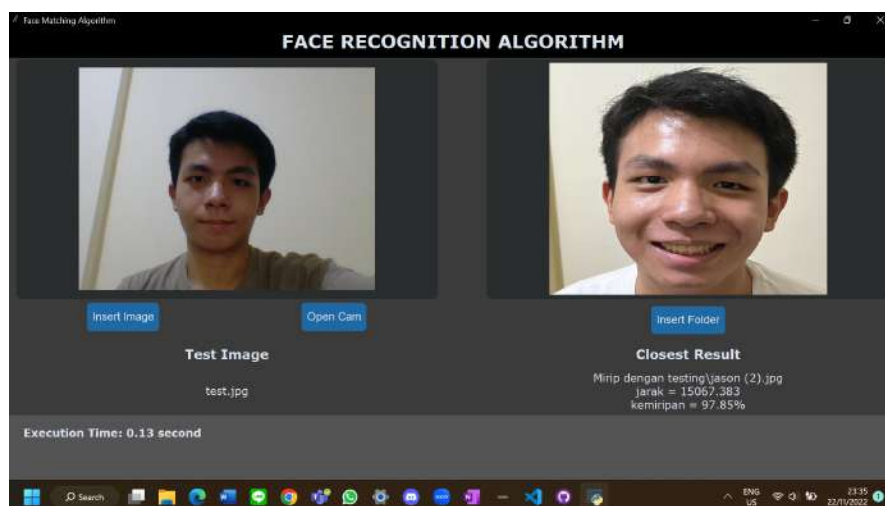 Face Matching Algorithm
FACE RECOGNITION ALGORITHM
Insert Image
Open Cam
Insert Folder
Test Image
Closest Result
test.jpg
Mirip dengan testing\jason (2).jpg
jarak = 15067.383
kemiripan = 97.85%
Execution Time: 0.13 second
Search
ENG
US
23:35
22/11/2022